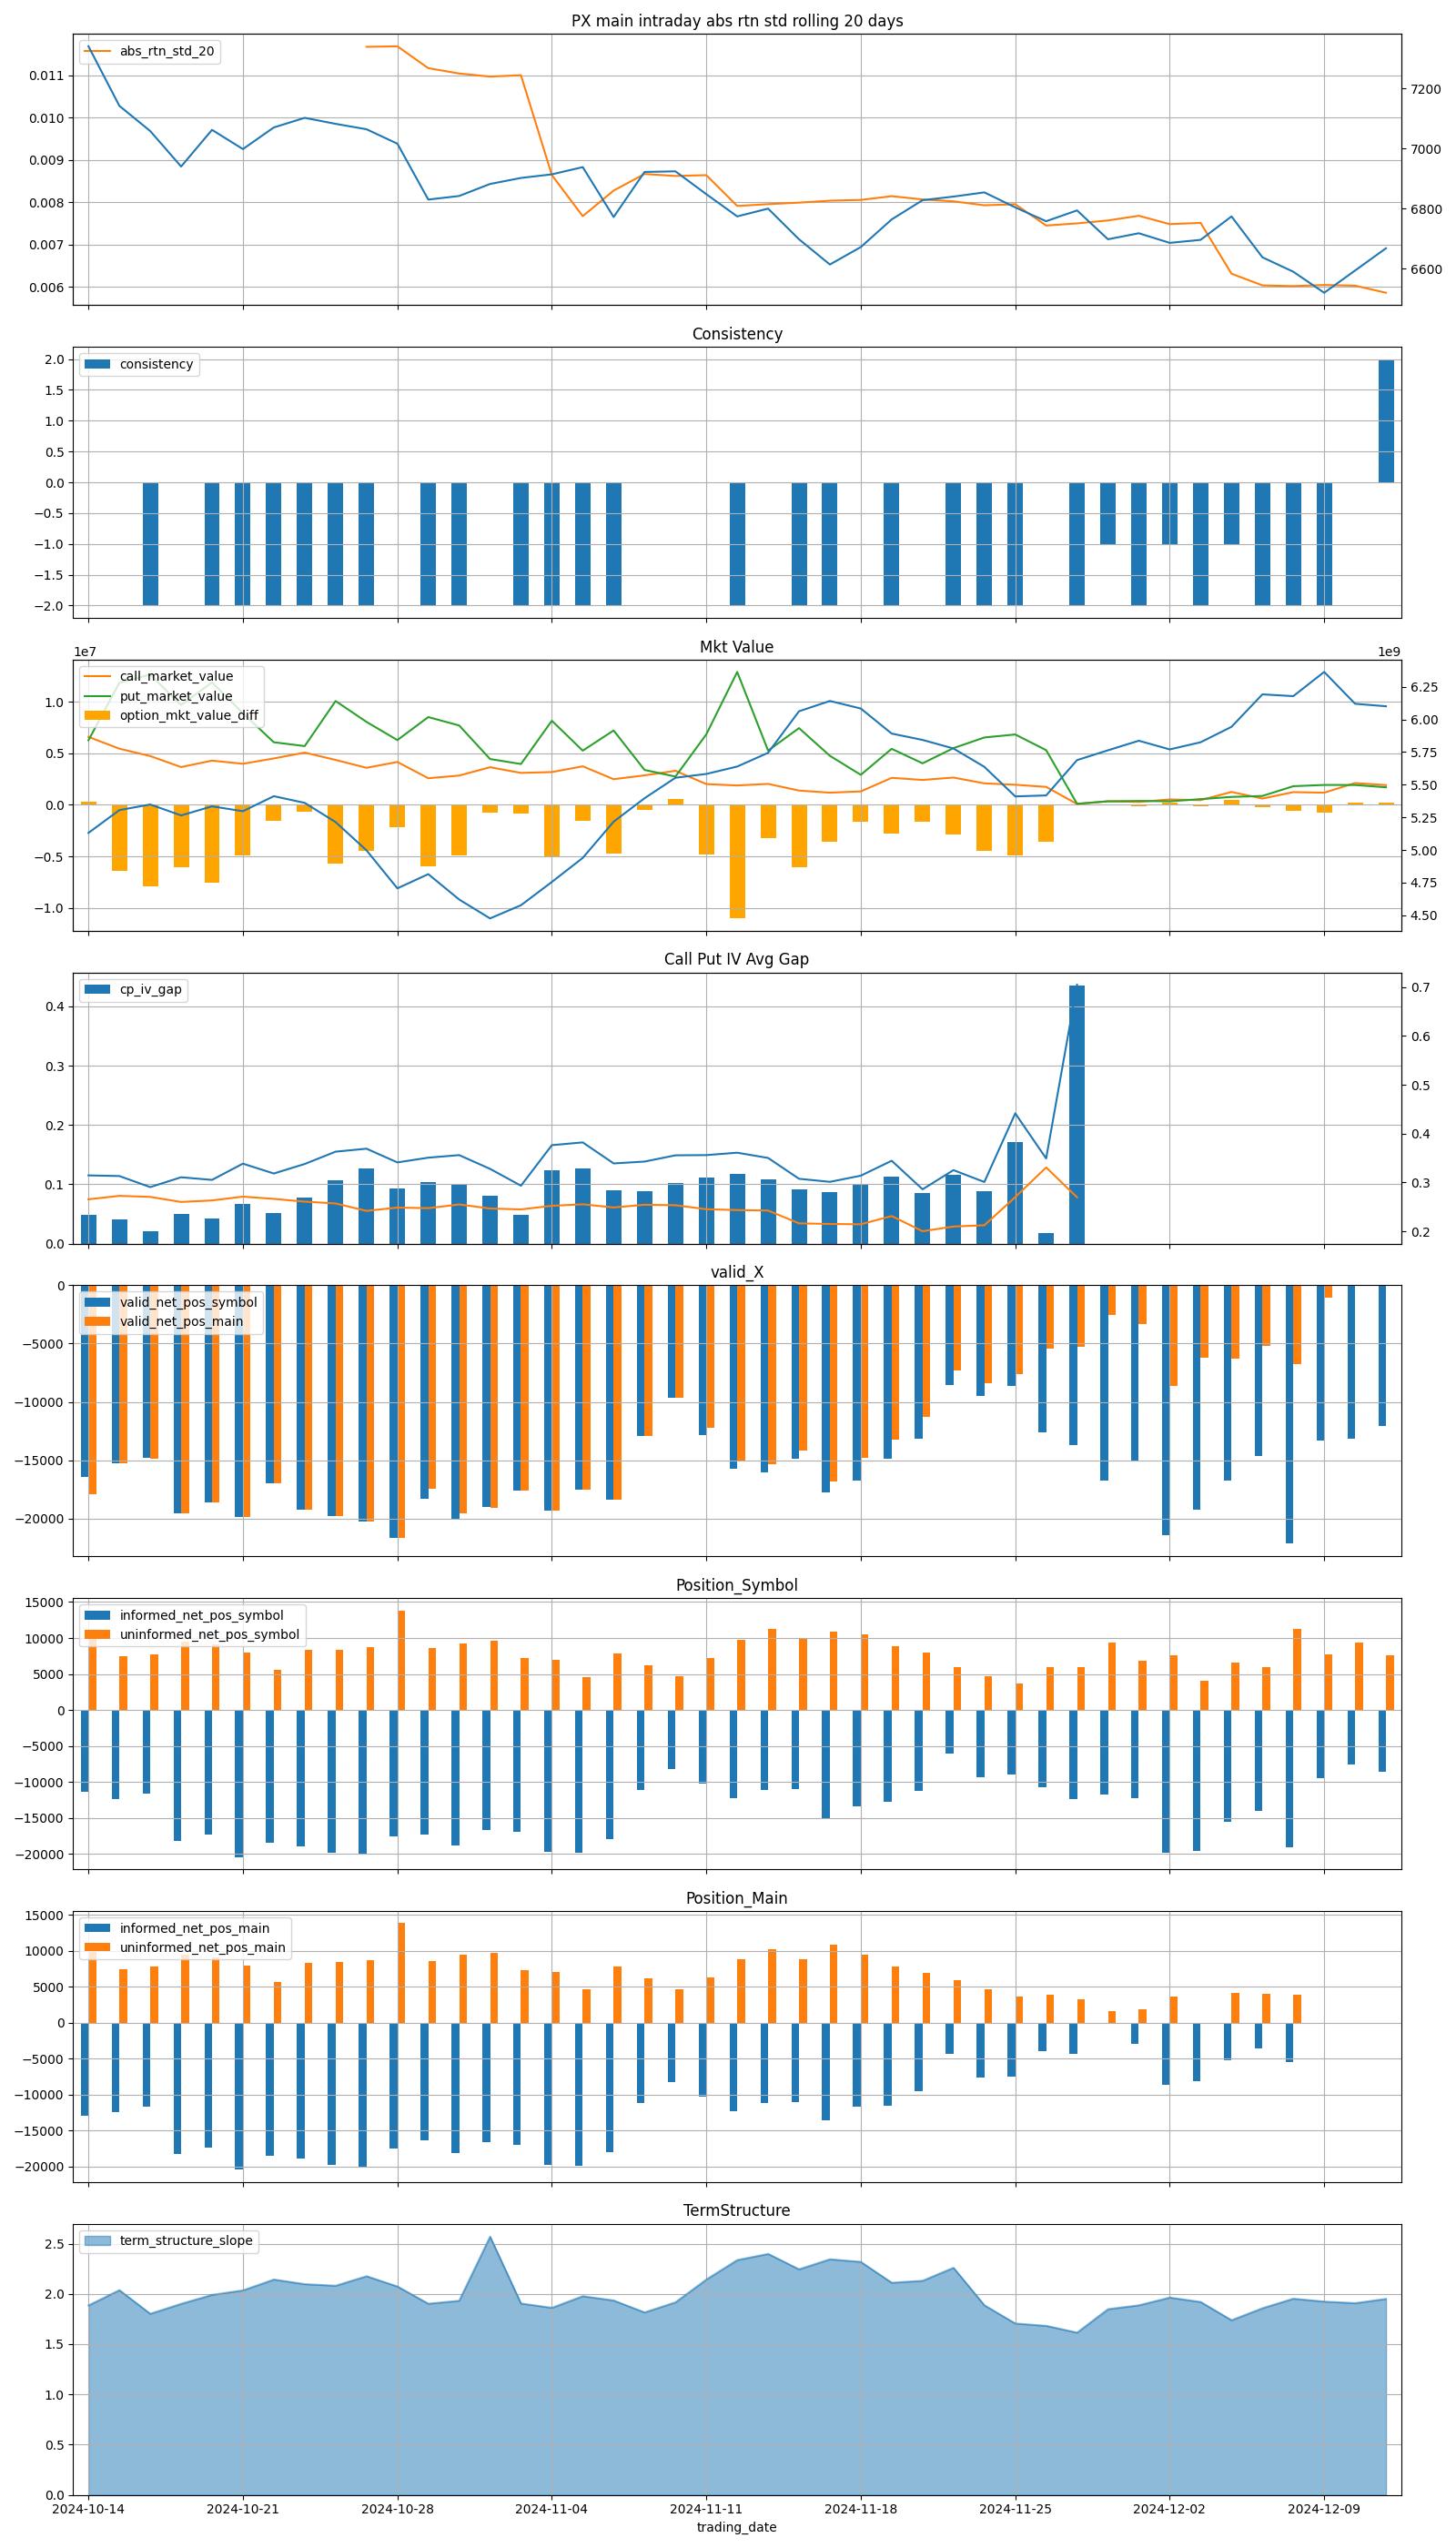 PX main intraday abs rtn std rolling 20 days
abs_rtn_std_20
0.011
0.010
0.009
0.008
0.007
0.006
7200
7000
6800
6600
Consistency
consistency
2.0
1.5
1.0
0.5
0.0
−0.5
−1.0
−1.5
−2.0
Mkt Value
1e7
1e9
call_market_value
put_market_value
option_mkt_value_diff
1.0
0.5
0.0
−0.5
−1.0
6.25
6.00
5.75
5.50
5.25
5.00
4.75
4.50
Call Put IV Avg Gap
cp_iv_gap
0.4
0.3
0.2
0.1
0.0
0.7
0.6
0.5
0.4
0.3
0.2
valid_X
valid_net_pos_symbol
valid_net_pos_main
0
−5000
−10000
−15000
−20000
Position_Symbol
informed_net_pos_symbol
uninformed_net_pos_symbol
15000
10000
5000
0
−5000
−10000
−15000
−20000
Position_Main
informed_net_pos_main
uninformed_net_pos_main
15000
10000
5000
0
−5000
−10000
−15000
−20000
TermStructure
term_structure_slope
2.5
2.0
1.5
1.0
0.5
0.0
2024-10-14 2024-10-21 2024-10-28 2024-11-04 2024-11-11 2024-11-18 2024-11-25 2024-12-02 2024-12-09
trading_date